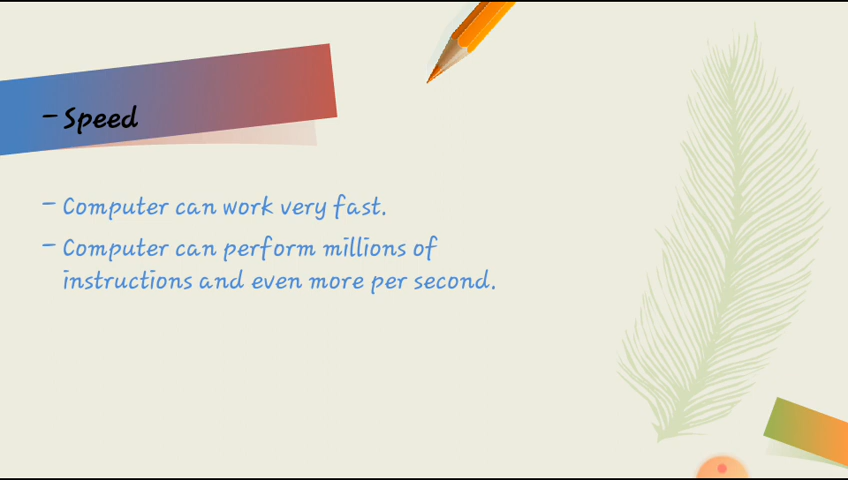 – Speed
– Computer can work very fast.
– Computer can perform millions of
instructions and even more per second.